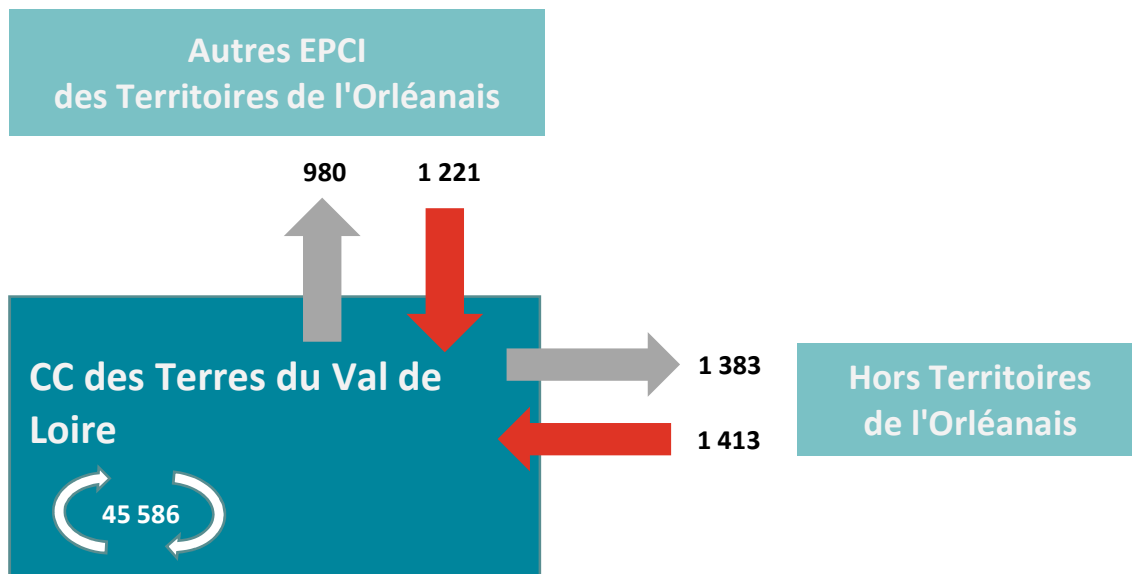 Autres EPCI
des Territoires de l'Orléanais
980
1 221
CC des Terres du Val de
Loire
45 586
1 383
1 413
Hors Territoires
de l'Orléanais